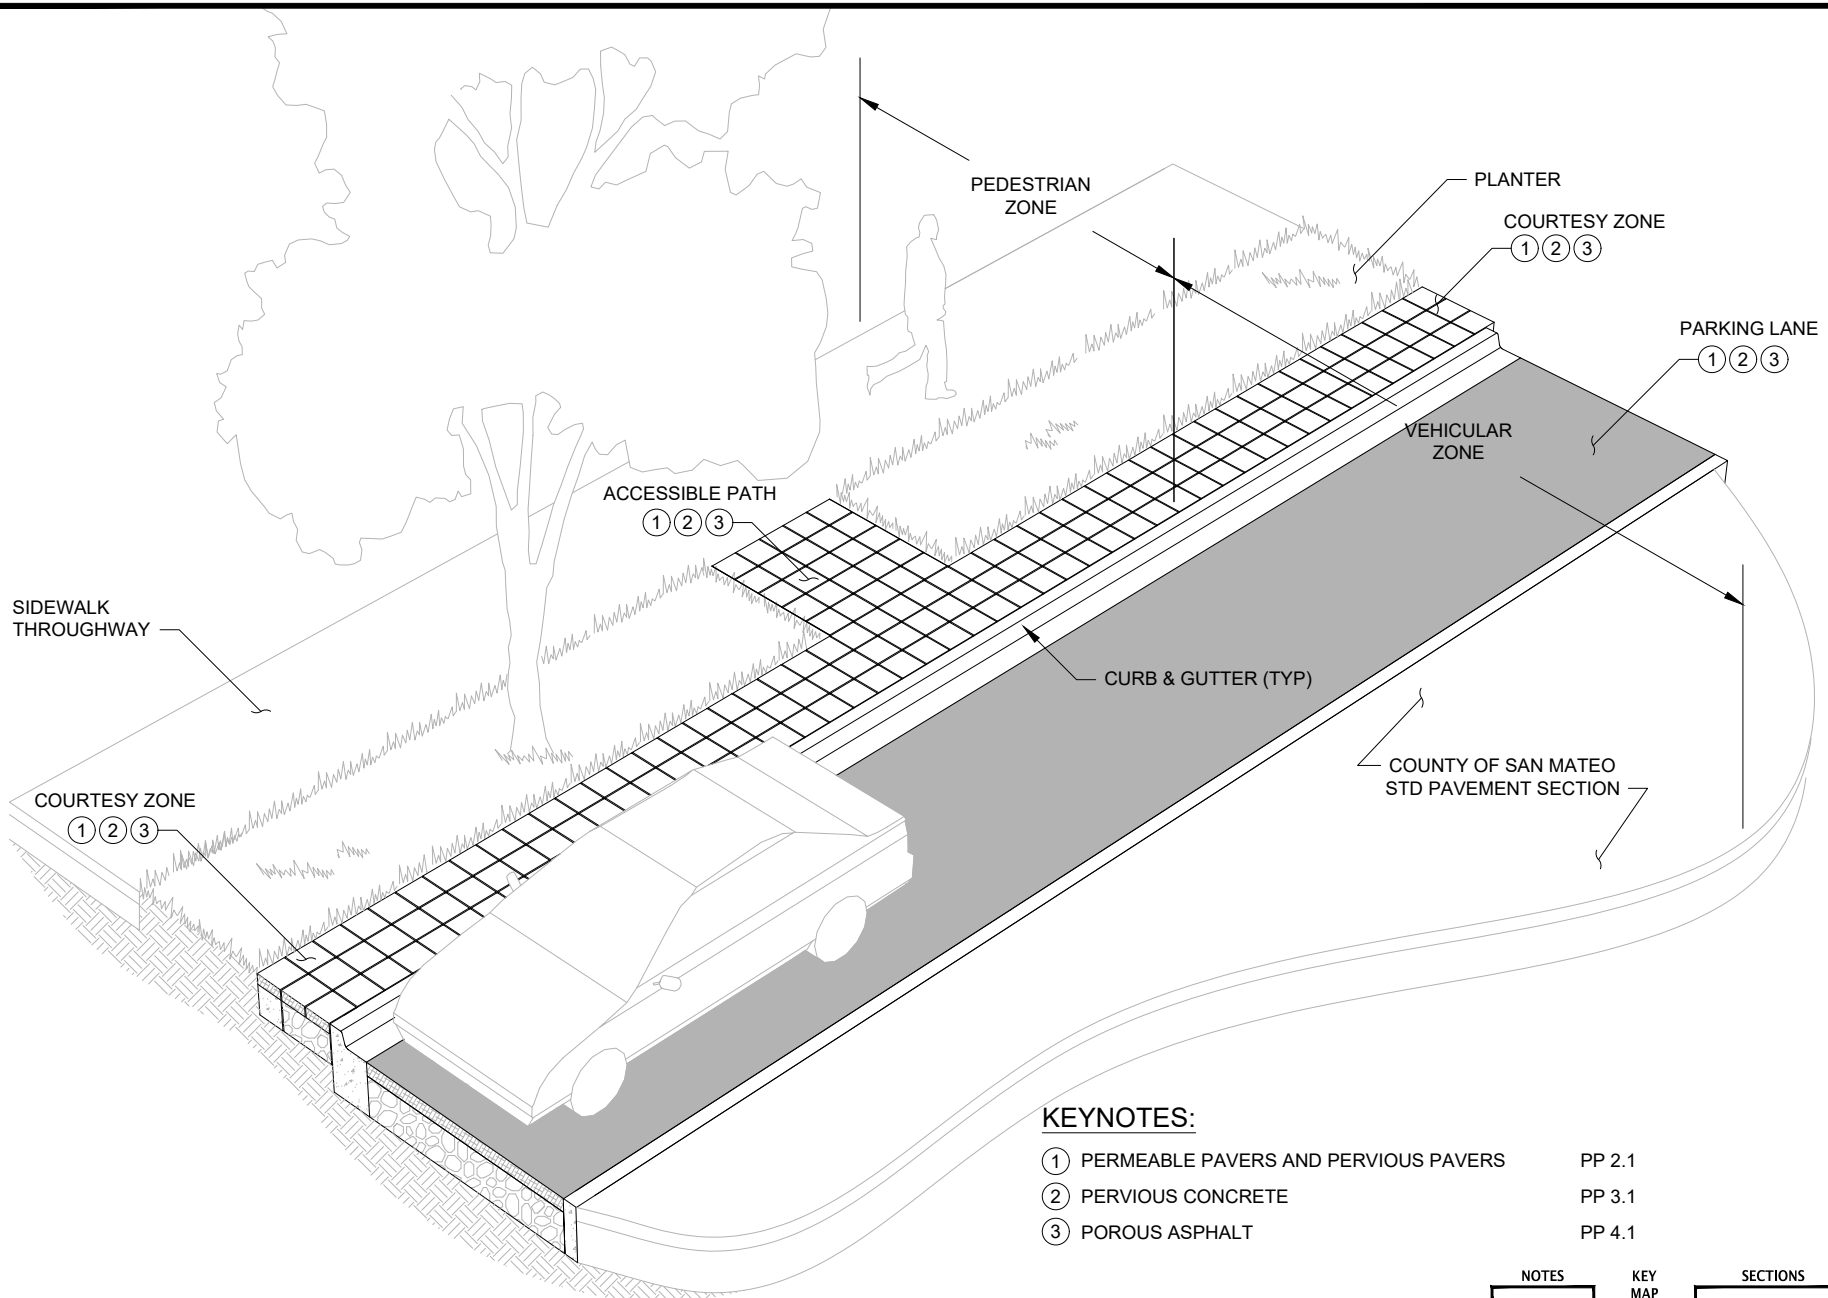 PEDESTRIAN
ZONE
PLANTER
COURTESY ZONE
1 2 3
PARKING LANE
1 2 3
VEHICULAR
ZONE
ACCESSIBLE PATH
1 2 3
SIDEWALK
THROUGHWAY
CURB & GUTTER (TYP)
COUNTY OF SAN MATEO
STD PAVEMENT SECTION
COURTESY ZONE
1 2 3
KEYNOTES:
1 PERMEABLE PAVERS AND PERVIOUS PAVERS PP 2.1
2 PERVIOUS CONCRETE PP 3.1
3 POROUS ASPHALT PP 4.1
NOTES
KEY
MAP
SECTIONS